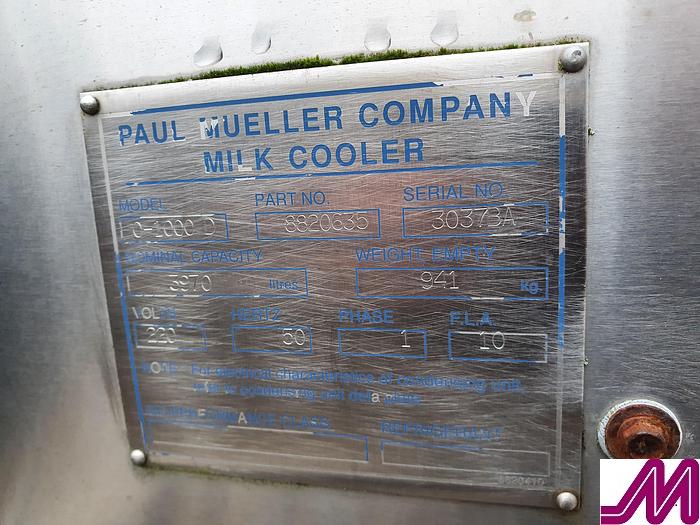 PAUL MUELLER COMPANY
MILK COOLER
MODEL PART NO. SERIAL NO.
8820635 30373A
NOMINAL CAPACITY WEIGHT, EMPTY
3970 litres 941 kg.
VOLTS HERTZ PHASE F.L.A.
220 50 1 10
NOTE: For electrical characteristics of condensing unit,
refer to condensing unit data plate.
PERFORMANCE CLASS REFRIGERANT
M